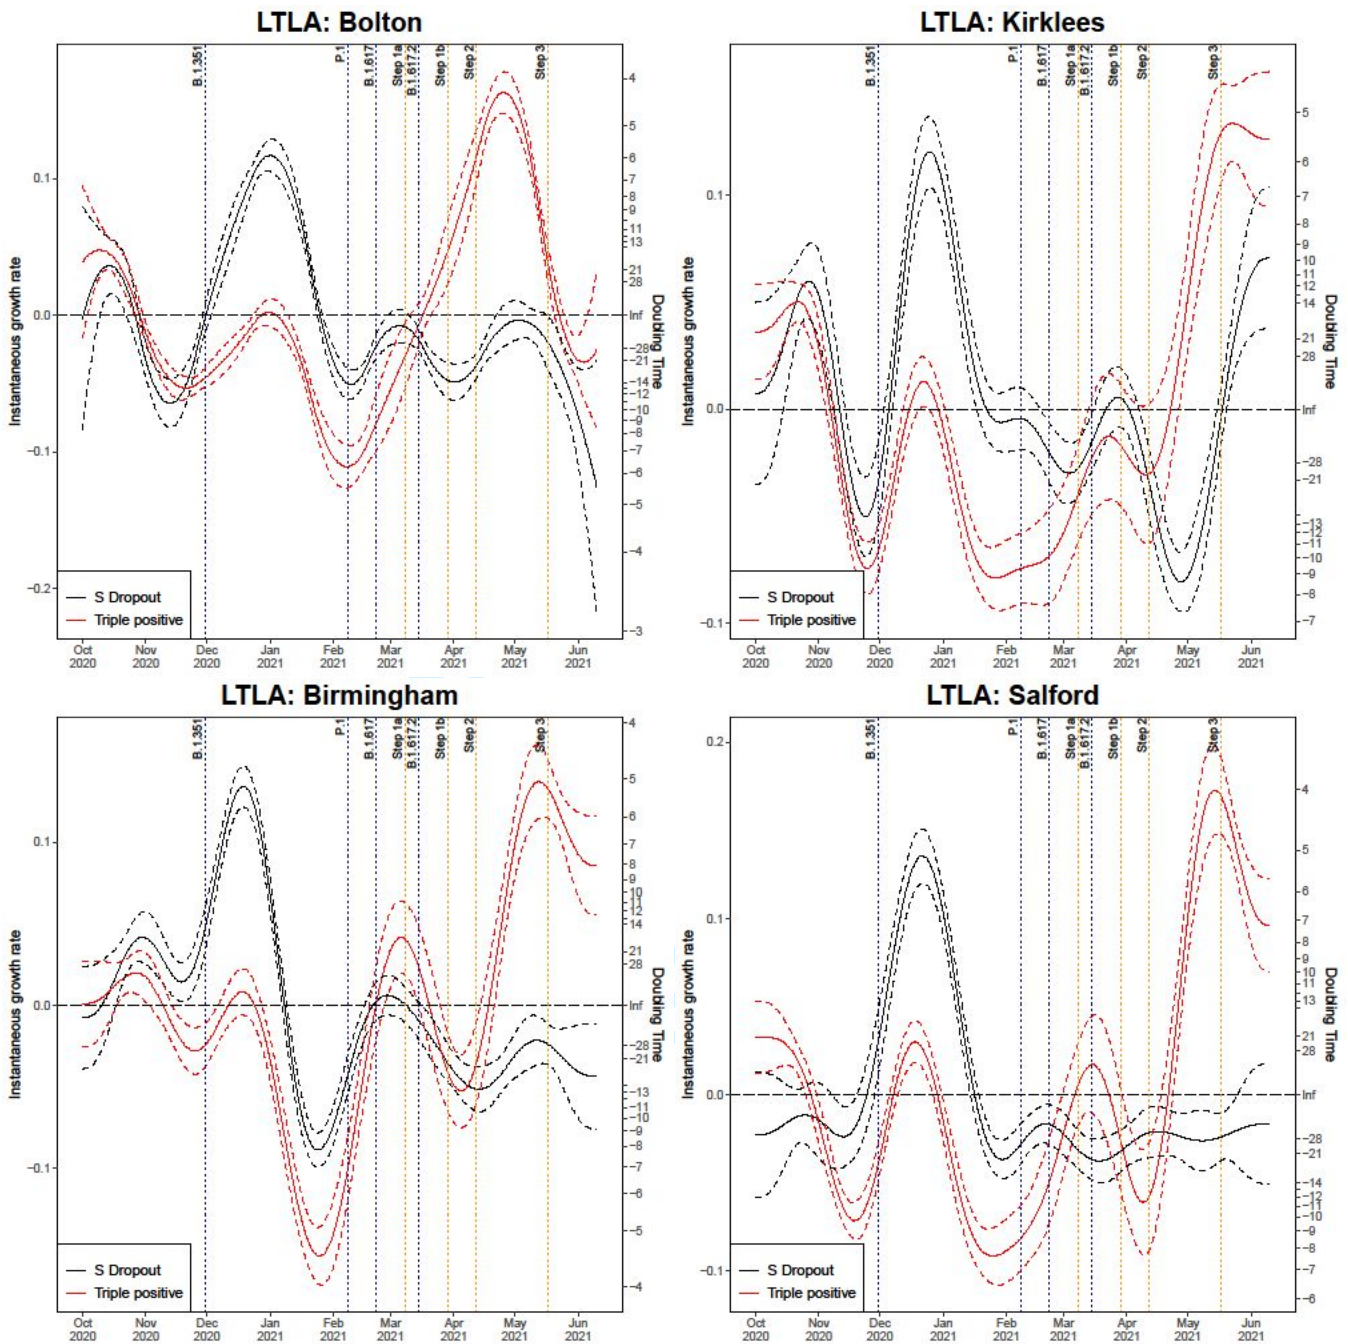 LTLA: Bolton
B.1.351
P.1
B.1.617
Step 1a
B.1.617.2
Step 1b
Step 2
Step 3
Instantaneous growth rate
0.1
0.0
−0.1
−0.2
4
5
6
7
8
9
11
13
21
28
Inf
−28
−21
−14
−12
−10
−9
−8
−7
−6
−5
−4
−3
Doubling Time
S Dropout
Triple positive
Oct 2020
Nov 2020
Dec 2020
Jan 2021
Feb 2021
Mar 2021
Apr 2021
May 2021
Jun 2021
LTLA: Kirklees
B.1.351
P.1
B.1.617
Step 1a
B.1.617.2
Step 1b
Step 2
Step 3
Instantaneous growth rate
0.1
0.0
−0.1
5
6
7
8
9
10
11
12
14
21
28
Inf
−28
−21
−13
−12
−11
−10
−9
−8
−7
Doubling Time
S Dropout
Triple positive
Oct 2020
Nov 2020
Dec 2020
Jan 2021
Feb 2021
Mar 2021
Apr 2021
May 2021
Jun 2021
LTLA: Birmingham
B.1.351
P.1
B.1.617
Step 1a
B.1.617.2
Step 1b
Step 2
Step 3
Instantaneous growth rate
0.1
0.0
−0.1
4
5
6
7
8
9
10
11
12
14
21
28
Inf
−28
−21
−13
−11
−10
−9
−8
−7
−6
−5
−4
Doubling Time
S Dropout
Triple positive
Oct 2020
Nov 2020
Dec 2020
Jan 2021
Feb 2021
Mar 2021
Apr 2021
May 2021
Jun 2021
LTLA: Salford
B.1.351
P.1
B.1.617
Step 1a
B.1.617.2
Step 1b
Step 2
Step 3
Instantaneous growth rate
0.2
0.1
0.0
−0.1
4
5
6
7
8
9
10
11
13
21
28
Inf
−28
−21
−14
−12
−11
−10
−9
−8
−7
−6
Doubling Time
S Dropout
Triple positive
Oct 2020
Nov 2020
Dec 2020
Jan 2021
Feb 2021
Mar 2021
Apr 2021
May 2021
Jun 2021